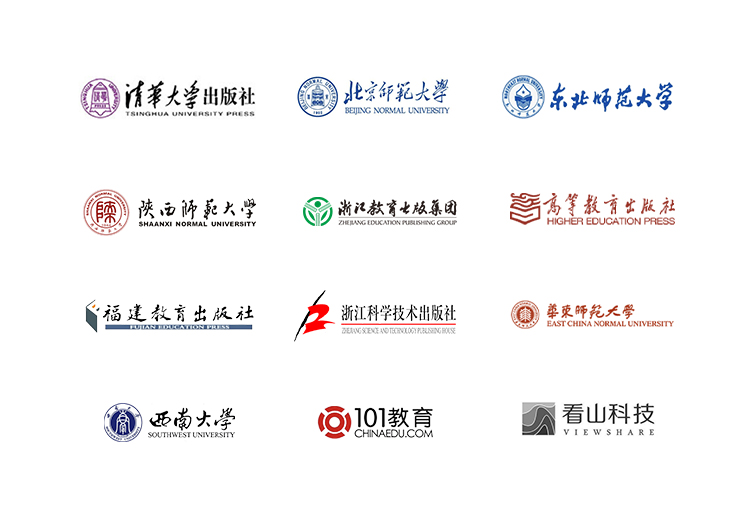 清華大学出版社
TSINGHUA UNIVERSITY PRESS
北京师範大學
BEIJING NORMAL UNIVERSITY
东北师范大学
陝西师範大學
SHAANXI NORMAL UNIVERSITY
浙江教育出版集团
ZHEJIANG EDUCATION PUBLISHING GROUP
高等教育出版社
HIGHER EDUCATION PRESS
福建教育出版社
FUJIAN EDUCATION PRESS
浙江科学技术出版社
ZHEJIANG SCIENCE AND TECHNOLOGY PUBLISHING HOUSE
華東师範大學
EAST CHINA NORMAL UNIVERSITY
西南大学
SOUTHWEST UNIVERSITY
101教育
CHINAEDU.COM
看山科技
VIEWSHARE